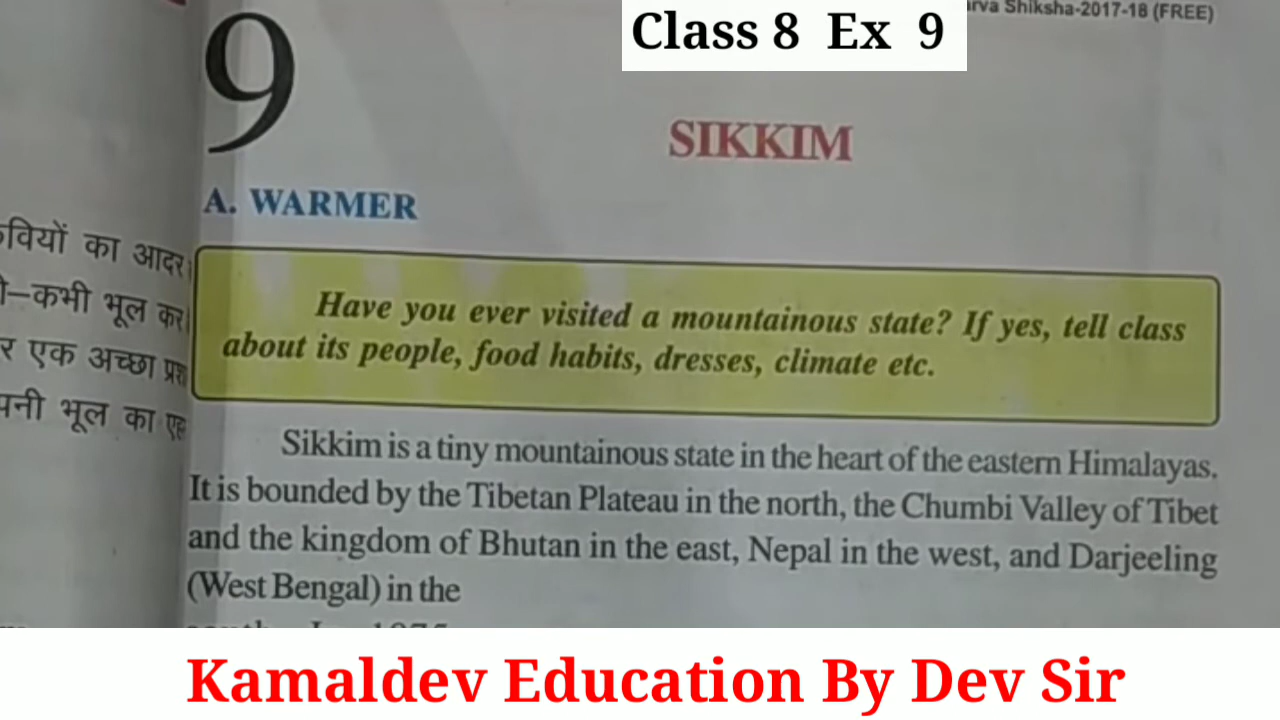 arva Shiksha-2017-18 (FREE)
Class 8 Ex 9
9
SIKKIM
A. WARMER
का आदर
कभी भूल कर
एक अच्छा
भूल का
Have you ever visited a mountainous state? If yes, tell class
about its people, food habits, dresses, climate etc.
Sikkim is a tiny mountainous state in the heart of the eastern Himalayas.
It is bounded by the Tibetan Plateau in the north, the Chumbi Valley of Tibet
and the kingdom of Bhutan in the east, Nepal in the west, and Darjeeling
(West Bengal) in the
Kamaldev Education By Dev Sir